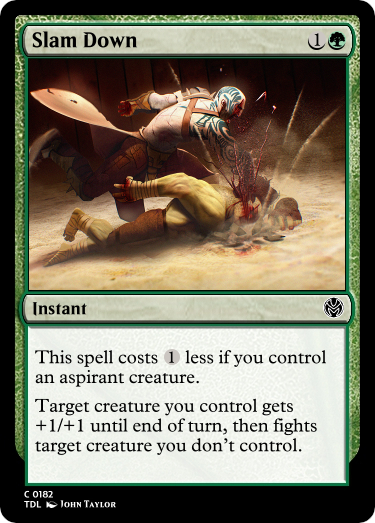 Slam Down 1
Instant
This spell costs 1 less if you control
an aspirant creature.
Target creature you control gets
+1/+1 until end of turn, then fights
target creature you don't control.
C 0182
TDL John Taylor